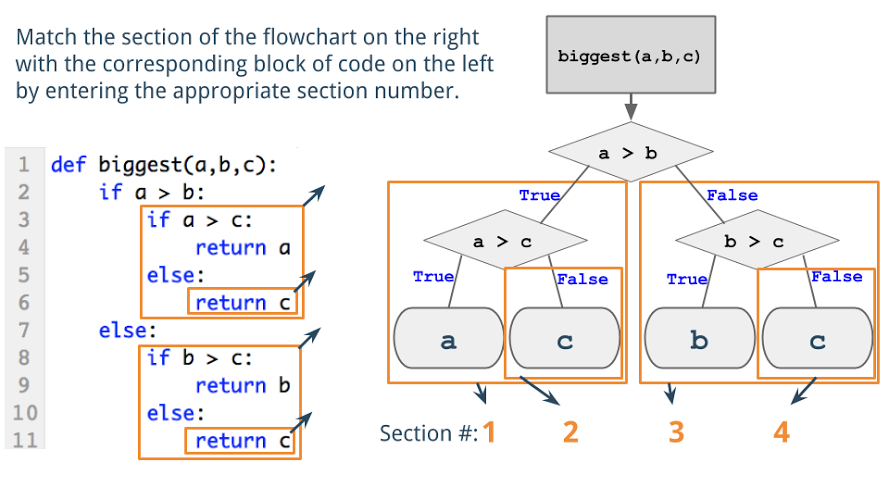 Match the section of the flowchart on the right
with the corresponding block of code on the left
by entering the appropriate section number.
1 def biggest(a,b,c):
2 if a > b:
3 if a > c:
4 return a
5 else:
6 return c
7 else:
8 if b > c:
9 return b
10 else:
11 return c
biggest(a,b,c)
a > b
True False
a > c b > c
True False True False
a c b c
Section #: 1 2 3 4